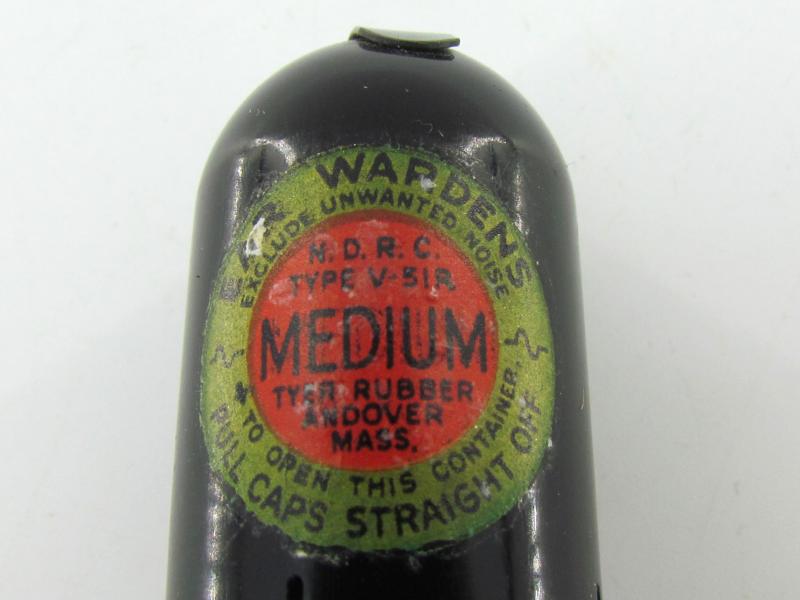 EAR WARDENS
EXCLUDE UNWANTED NOISE
N. D. R. C.
TYPE V-51R
MEDIUM
TYER RUBBER
ANDOVER
MASS.
TO OPEN THIS CONTAINER,
PULL CAPS STRAIGHT OFF